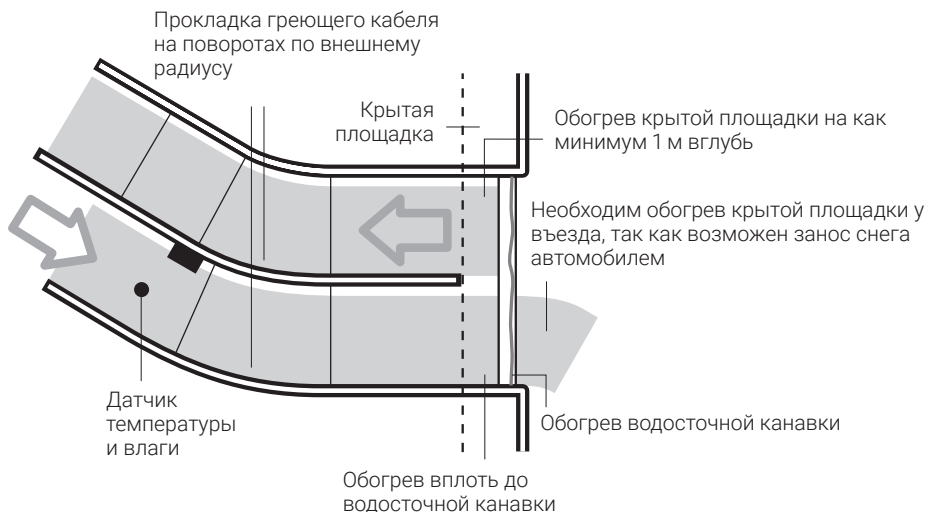 Прокладка греющего кабеля
на поворотах по внешнему
радиусу
Крытая
площадка
Обогрев крытой площадки на как
минимум 1 м вглубь
Необходим обогрев крытой площадки у
въезда, так как возможен занос снега
автомобилем
Датчик
температуры
и влаги
Обогрев водосточной канавки
Обогрев вплоть до
водосточной канавки